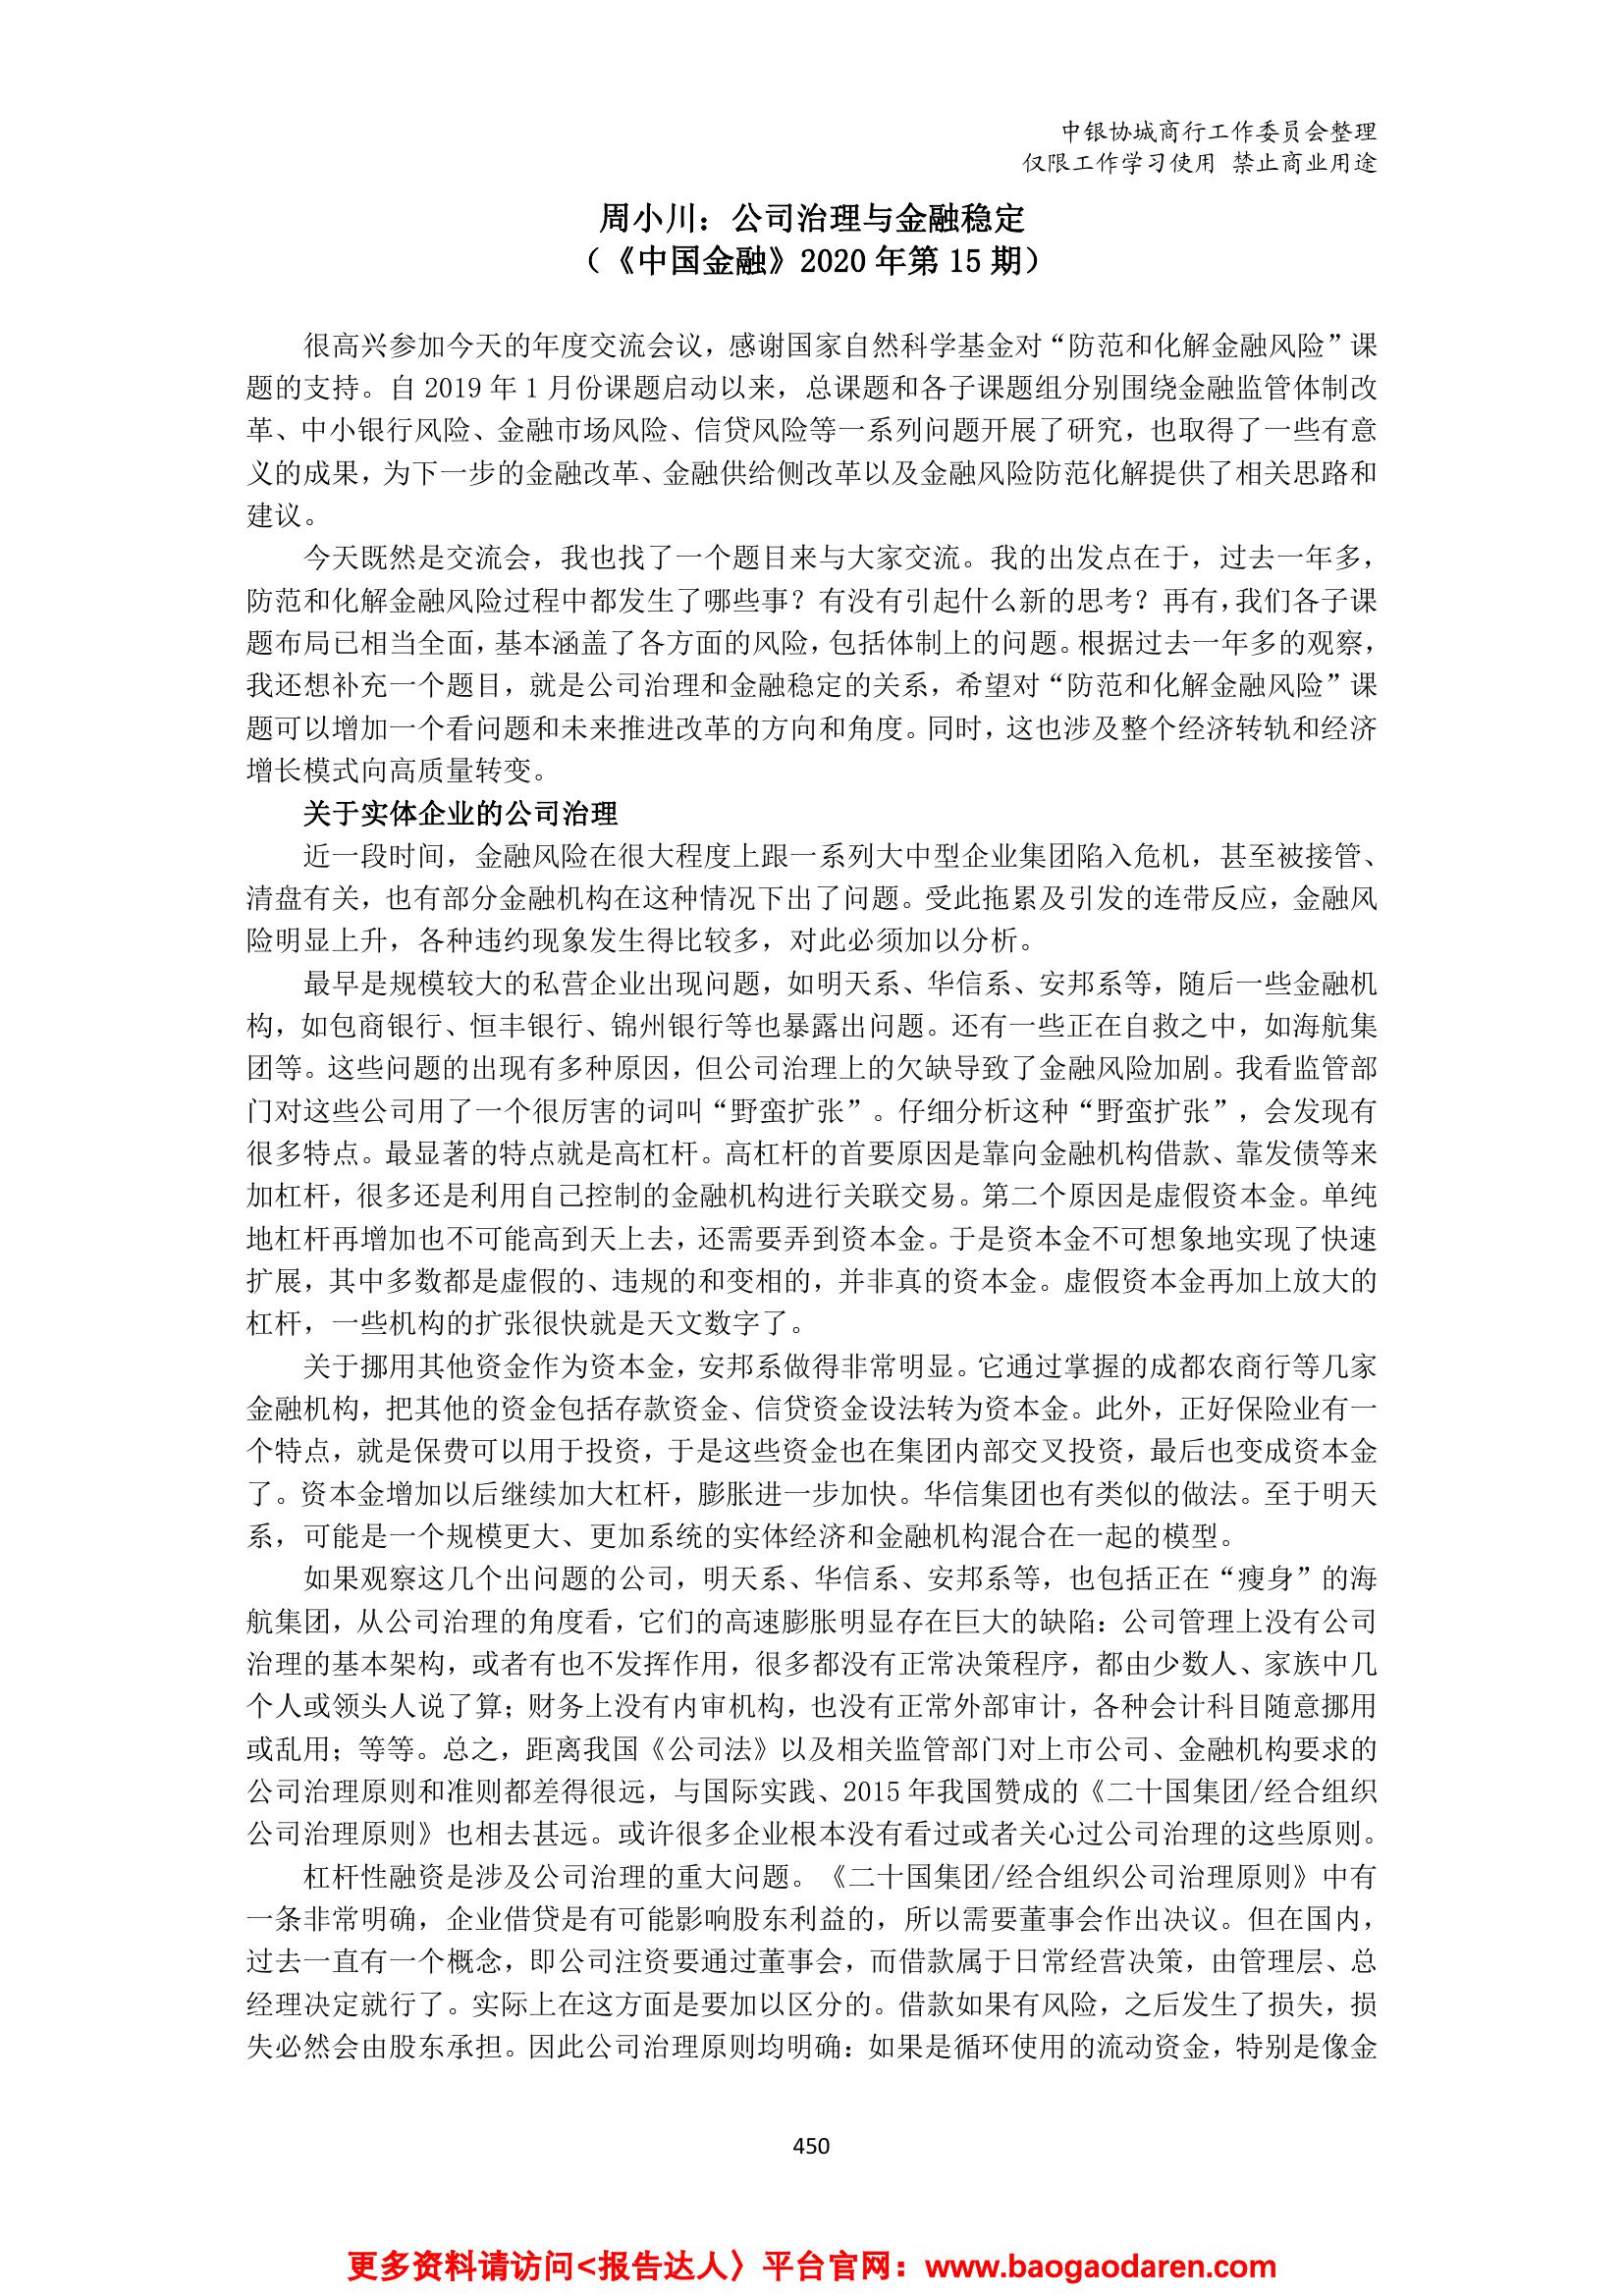 中银协城商行工作委员会整理
仅限工作学习使用 禁止商业用途
周小川：公司治理与金融稳定
（《中国金融》2020 年第 15 期）
很高兴参加今天的年度交流会议，感谢国家自然科学基金对“防范和化解金融风险”课
题的支持。自 2019 年 1 月份课题启动以来，总课题和各子课题组分别围绕金融监管体制改
革、中小银行风险、金融市场风险、信贷风险等一系列问题开展了研究，也取得了一些有意
义的成果，为下一步的金融改革、金融供给侧改革以及金融风险防范化解提供了相关思路和
建议。
今天既然是交流会，我也找了一个题目来与大家交流。我的出发点在于，过去一年多，
防范和化解金融风险过程中都发生了哪些事？有没有引起什么新的思考？再有，我们各子课
题布局已相当全面，基本涵盖了各方面的风险，包括体制上的问题。根据过去一年多的观察，
我还想补充一个题目，就是公司治理和金融稳定的关系，希望对“防范和化解金融风险”课
题可以增加一个看问题和未来推进改革的方向和角度。同时，这也涉及整个经济转轨和经济
增长模式向高质量转变。
关于实体企业的公司治理
近一段时间，金融风险在很大程度上跟一系列大中型企业集团陷入危机，甚至被接管、
清盘有关，也有部分金融机构在这种情况下出了问题。受此拖累及引发的连带反应，金融风
险明显上升，各种违约现象发生得比较多，对此必须加以分析。
最早是规模较大的私营企业出现问题，如明天系、华信系、安邦系等，随后一些金融机
构，如包商银行、恒丰银行、锦州银行等也暴露出问题。还有一些正在自救之中，如海航集
团等。这些问题的出现有多种原因，但公司治理上的欠缺导致了金融风险加剧。我看监管部
门对这些公司用了一个很厉害的词叫“野蛮扩张”。仔细分析这种“野蛮扩张”，会发现有
很多特点。最显著的特点就是高杠杆。高杠杆的首要原因是靠向金融机构借款、靠发债等来
加杠杆，很多还是利用自己控制的金融机构进行关联交易。第二个原因是虚假资本金。单纯
地杠杆再增加也不可能高到天上去，还需要弄到资本金。于是资本金不可想象地实现了快速
扩展，其中多数都是虚假的、违规的和变相的，并非真的资本金。虚假资本金再加上放大的
杠杆，一些机构的扩张很快就是天文数字了。
关于挪用其他资金作为资本金，安邦系做得非常明显。它通过掌握的成都农商行等几家
金融机构，把其他的资金包括存款资金、信贷资金设法转为资本金。此外，正好保险业有一
个特点，就是保费可以用于投资，于是这些资金也在集团内部交叉投资，最后也变成资本金
了。资本金增加以后继续加大杠杆，膨胀进一步加快。华信集团也有类似的做法。至于明天
系，可能是一个规模更大、更加系统的实体经济和金融机构混合在一起的模型。
如果观察这几个出问题的公司，明天系、华信系、安邦系等，也包括正在“瘦身”的海
航集团，从公司治理的角度看，它们的高速膨胀明显存在巨大的缺陷：公司管理上没有公司
治理的基本架构，或者有也不发挥作用，很多都没有正常决策程序，都由少数人、家族中几
个人或领头人说了算；财务上没有内审机构，也没有正常外部审计，各种会计科目随意挪用
或乱用；等等。总之，距离我国《公司法》以及相关监管部门对上市公司、金融机构要求的
公司治理原则和准则都差得很远，与国际实践、2015 年我国赞成的《二十国集团/经合组织
公司治理原则》也相去甚远。或许很多企业根本没有看过或者关心过公司治理的这些原则。
杠杆性融资是涉及公司治理的重大问题。《二十国集团/经合组织公司治理原则》中有
一条非常明确，企业借贷是有可能影响股东利益的，所以需要董事会作出决议。但在国内，
过去一直有一个概念，即公司注资要通过董事会，而借款属于日常经营决策，由管理层、总
经理决定就行了。实际上在这方面是要加以区分的。借款如果有风险，之后发生了损失，损
失必然会由股东承担。因此公司治理原则均明确：如果是循环使用的流动资金，特别是像金
450
更多资料请访问<报告达人〉平台官网：www.baogaodaren.com